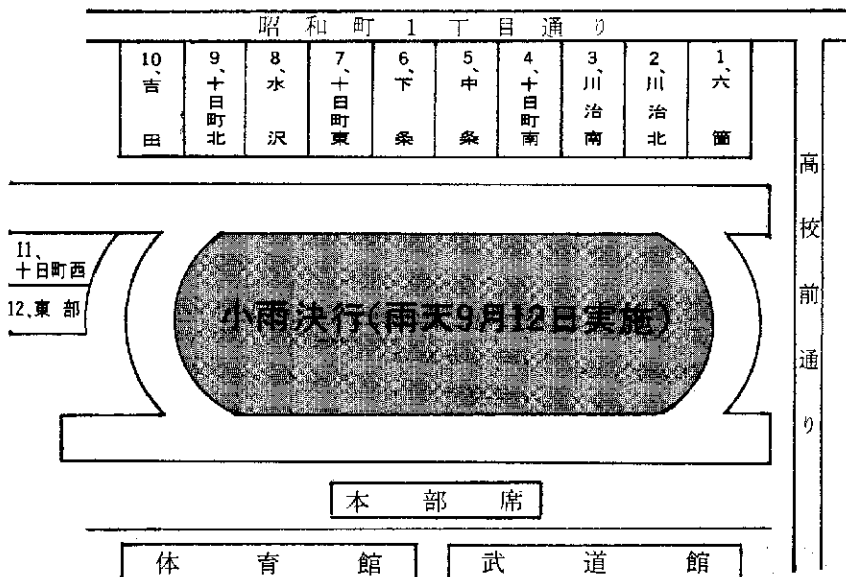 昭和町1丁目通り
10、吉田
9、十日町北
8、水沢
7、十日町東
6、下条
5、中条
4、十日町南
3、川治南
2、川治北
1、六箇
高校前通り
11、
十日町西
12、東部
小雨決行(雨天9月12日実施)
本部席
体育館
武道館